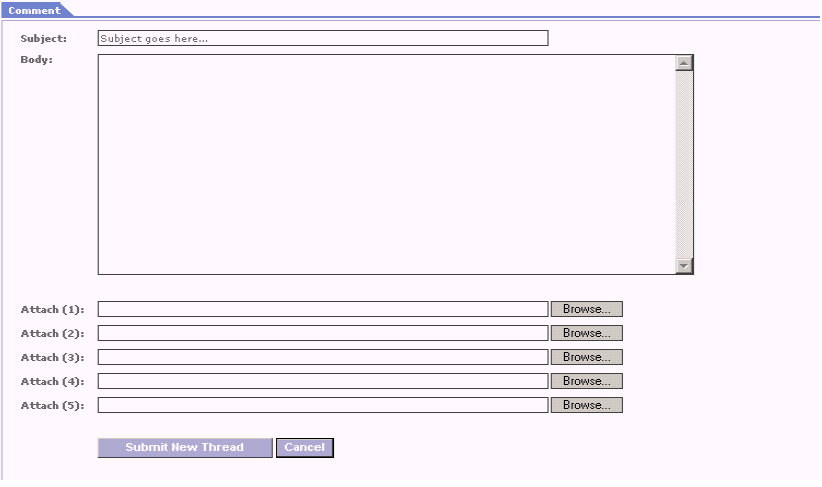 Comment
Subject: Subject goes here...
Body:
Attach (1): Browse...
Attach (2): Browse...
Attach (3): Browse...
Attach (4): Browse...
Attach (5): Browse...
Submit New Thread Cancel